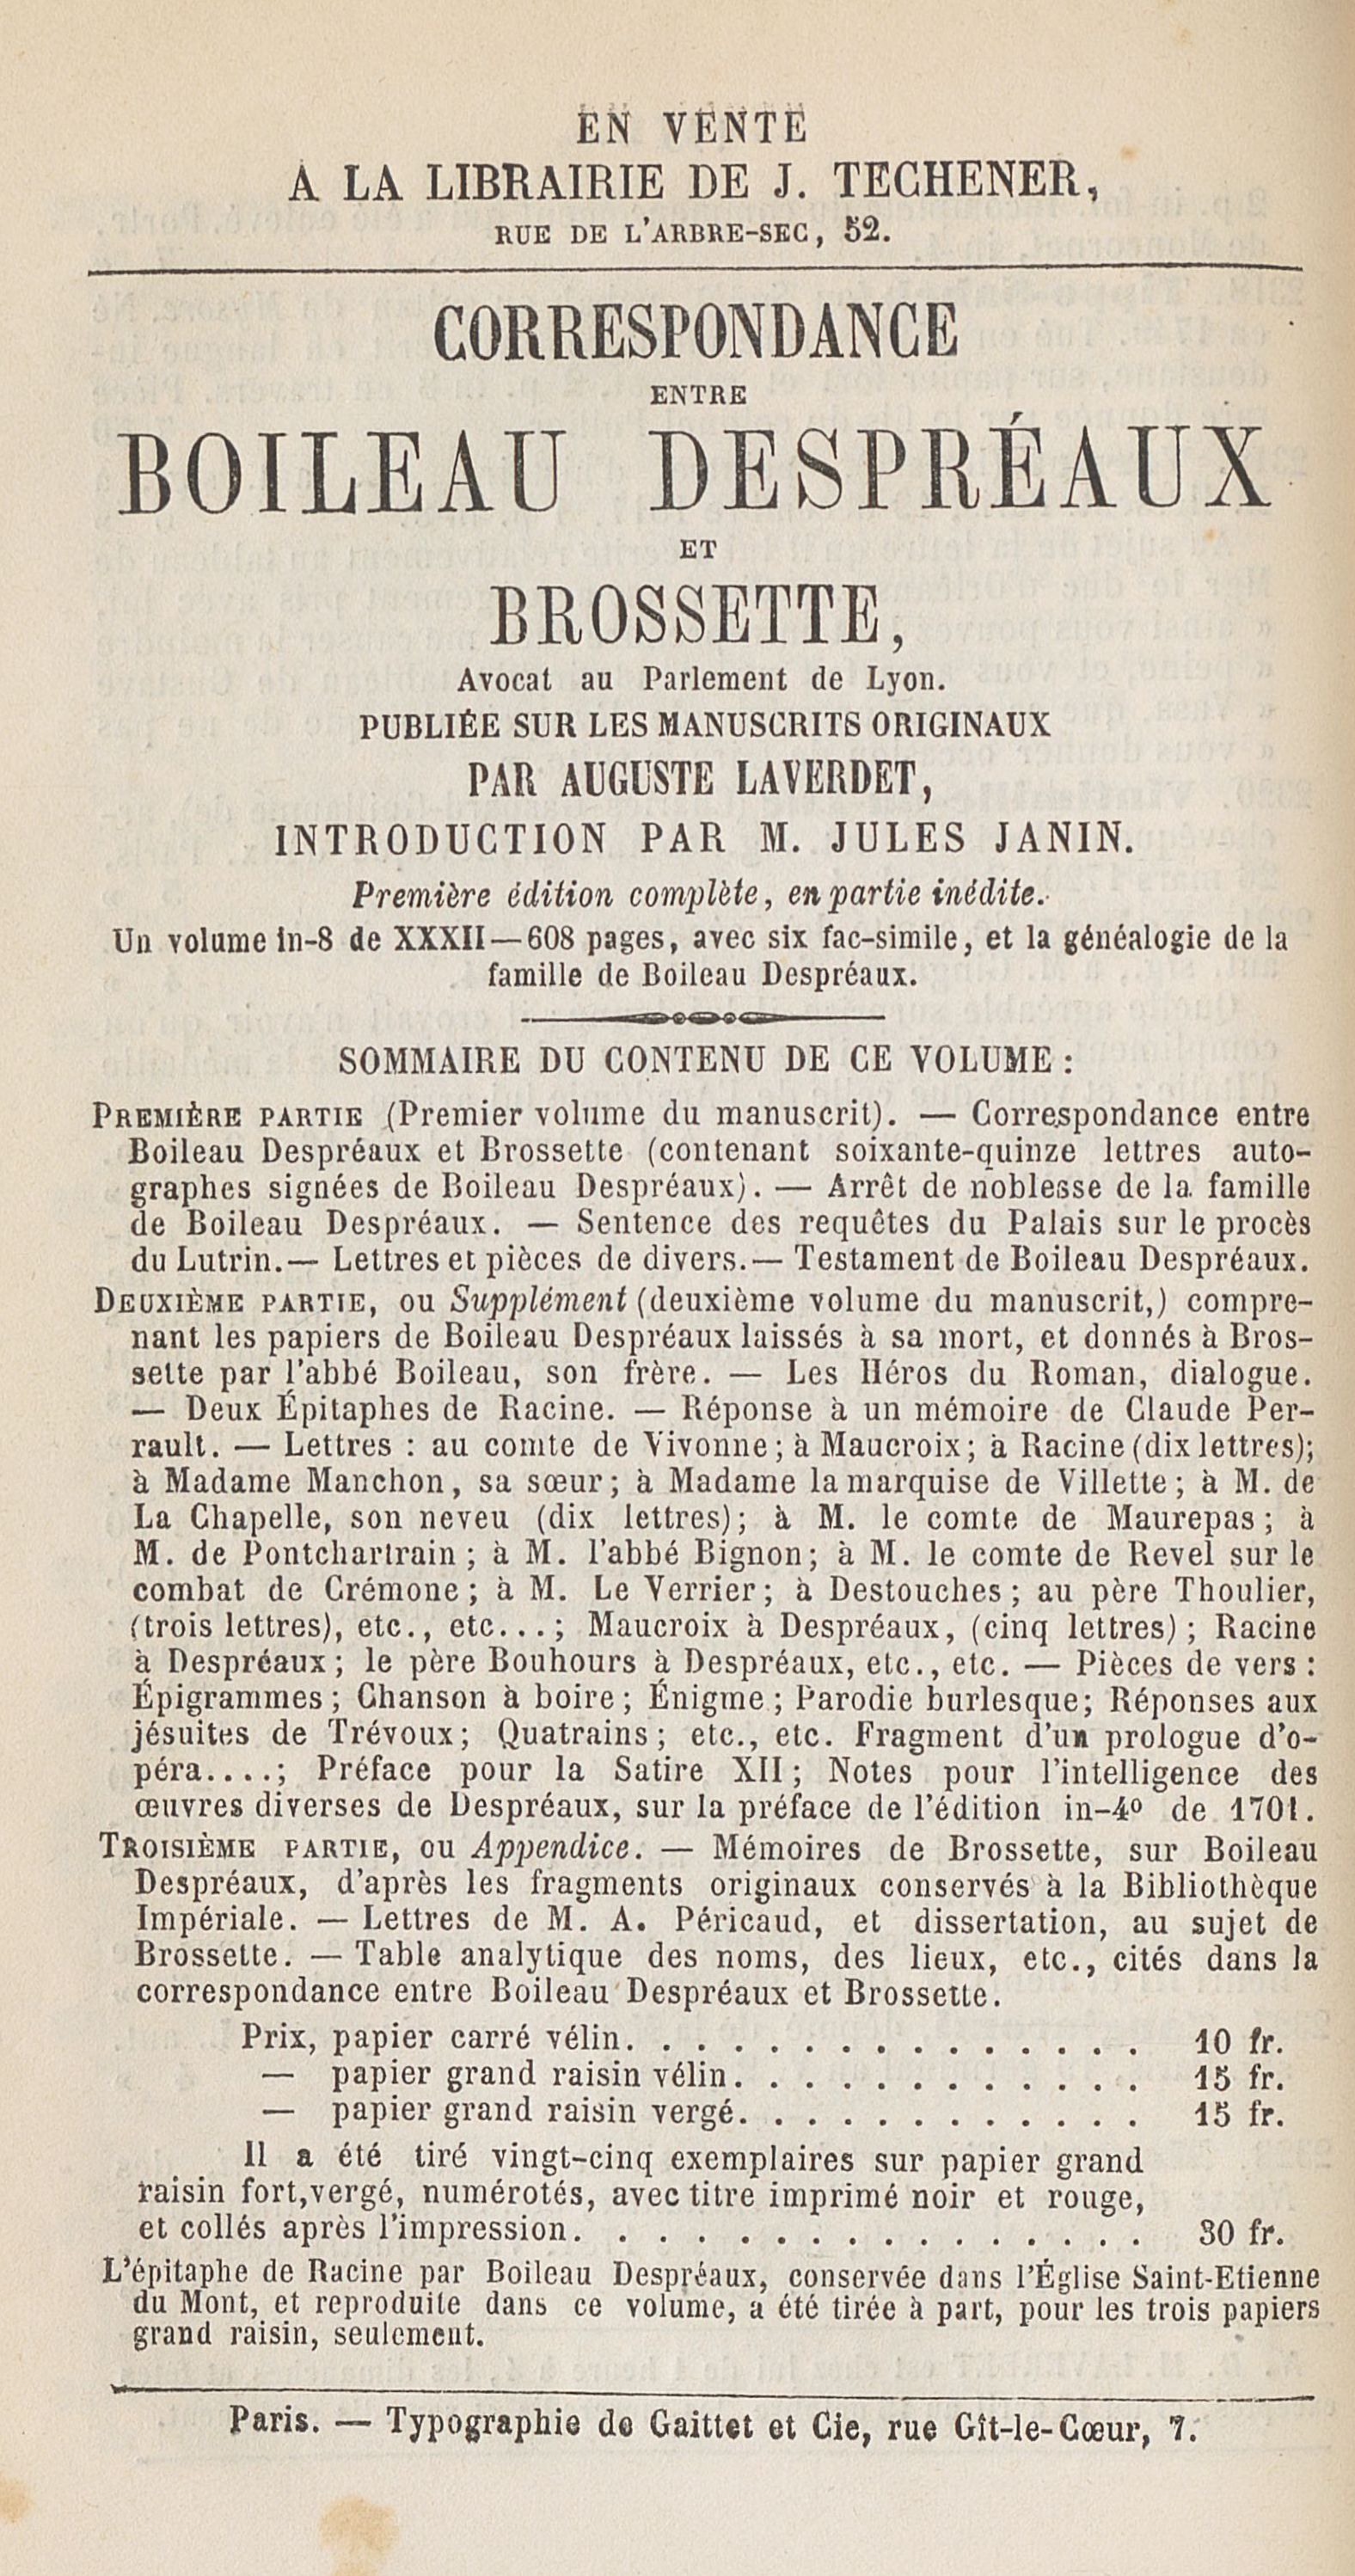 EN VENTE
A LA LIBRAIRIE DE J. TECHENER,
RUE DE L'ARBRE-SEC, 52.
CORRESPONDANCE
ENTRE
BOILEAU DESPRÉAUX
ET
BROSSETTE,
Avocat au Parlement de Lyon.
PUBLIÉE SUR LES MANUSCRITS ORIGINAUX
PAR AUGUSTE LAVERDET,
INTRODUCTION PAR M. JULES JANIN.
Première édition complète, en partie inédite.
Un volume in-8 de XXXII—608 pages, avec six fac-simile, et la généalogie de la
famille de Boileau Despréaux.
SOMMAIRE DU CONTENU DE CE VOLUME :
PREMIÈRE PARTIE (Premier volume du manuscrit). — Correspondance entre
Boileau Despréaux et Brossette (contenant soixante-quinze lettres auto-
graphes signées de Boileau Despréaux). — Arrêt de noblesse de la famille
de Boileau Despréaux. — Sentence des requêtes du Palais sur le procès
du Lutrin.— Lettres et pièces de divers.— Testament de Boileau Despréaux.
DEUXIÈME PARTIE, ou Supplément (deuxième volume du manuscrit,) compre-
nant les papiers de Boileau Despréaux laissés à sa mort, et donnés à Bros-
sette par l'abbé Boileau, son frère. — Les Héros du Roman, dialogue.
— Deux Épitaphes de Racine. — Réponse à un mémoire de Claude Per-
rault. — Lettres : au comte de Vivonne; à Maucroix; à Racine (dix lettres);
à Madame Manchon, sa sœur; à Madame la marquise de Villette; à M. de
La Chapelle, son neveu (dix lettres); à M. le comte de Maurepas; à
M. de Pontchartrain; à M. l'abbé Bignon; à M. le comte de Revel sur le
combat de Crémone; à M. Le Verrier; à Destouches; au père Thoulier,
(trois lettres), etc., etc...; Maucroix à Despréaux, (cinq lettres); Racine
à Despréaux; le père Bouhours à Despréaux, etc., etc. — Pièces de vers :
Épigrammes; Chanson à boire; Énigme; Parodie burlesque; Réponses aux
jésuites de Trévoux; Quatrains; etc., etc. Fragment d'un prologue d'o-
péra....; Préface pour la Satire XII; Notes pour l'intelligence des
œuvres diverses de Despréaux, sur la préface de l'édition in-4º de 1701.
TROISIÈME PARTIE, ou Appendice. — Mémoires de Brossette, sur Boileau
Despréaux, d'après les fragments originaux conservés à la Bibliothèque
Impériale. — Lettres de M. A. Péricaud, et dissertation, au sujet de
Brossette. — Table analytique des noms, des lieux, etc., cités dans la
correspondance entre Boileau Despréaux et Brossette.
Prix, papier carré vélin. . . . . . . . . . . . . . . 10 fr.
— papier grand raisin vélin. . . . . . . . . . . . 15 fr.
— papier grand raisin vergé. . . . . . . . . . . . 15 fr.
Il a été tiré vingt-cinq exemplaires sur papier grand
raisin fort, vergé, numérotés, avec titre imprimé noir et rouge,
et collés après l'impression. . . . . . . . . . . . . . . 30 fr.
L'épitaphe de Racine par Boileau Despréaux, conservée dans l'Église Saint-Etienne
du Mont, et reproduite dans ce volume, a été tirée à part, pour les trois papiers
grand raisin, seulement.
Paris. — Typographie de Gaittet et Cie, rue Gît-le-Cœur, 7.